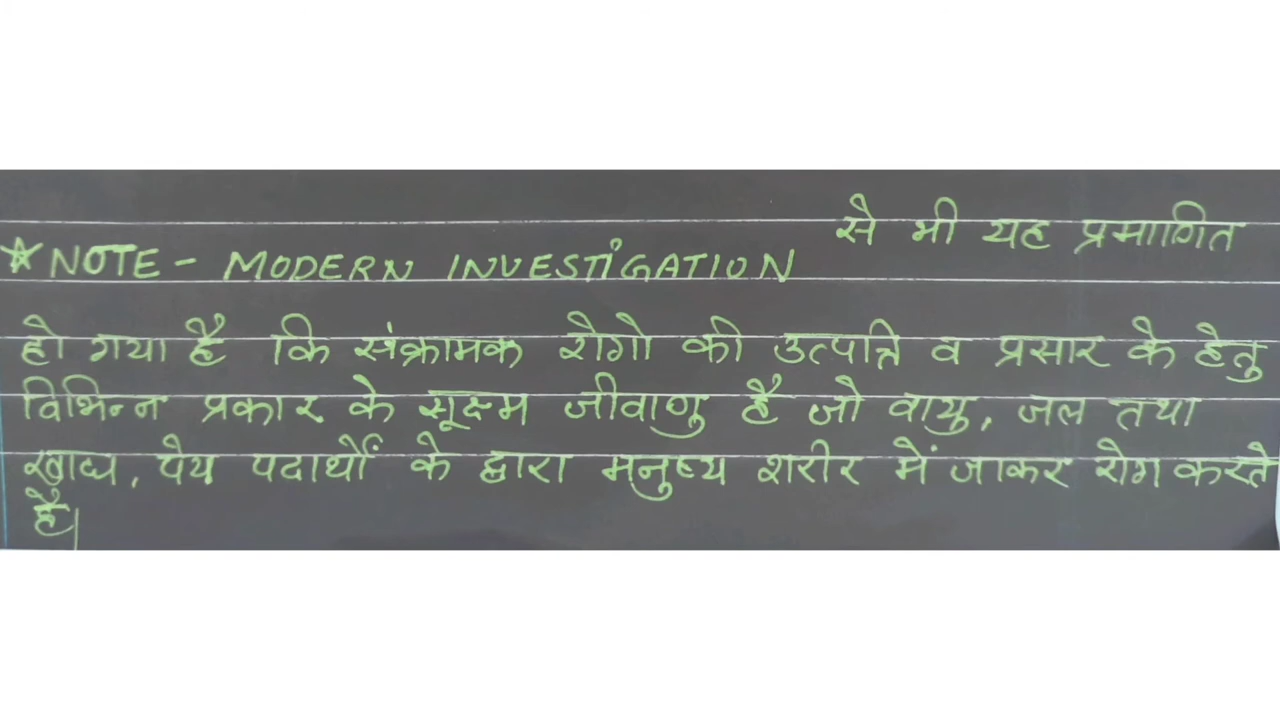 ☆ NOTE - MODERN INVESTIGATION से भी यह प्रमाणित
हो गया है कि संक्रामक रोगो की उत्पत्ति व प्रसार के हेतु
विभिन्न प्रकार के सूक्ष्म जीवाणु हैं जो वायु, जल तथा
खाद्य, पेय पदार्थों के द्वारा मनुष्य शरीर में जाकर रोग करते
हैं|